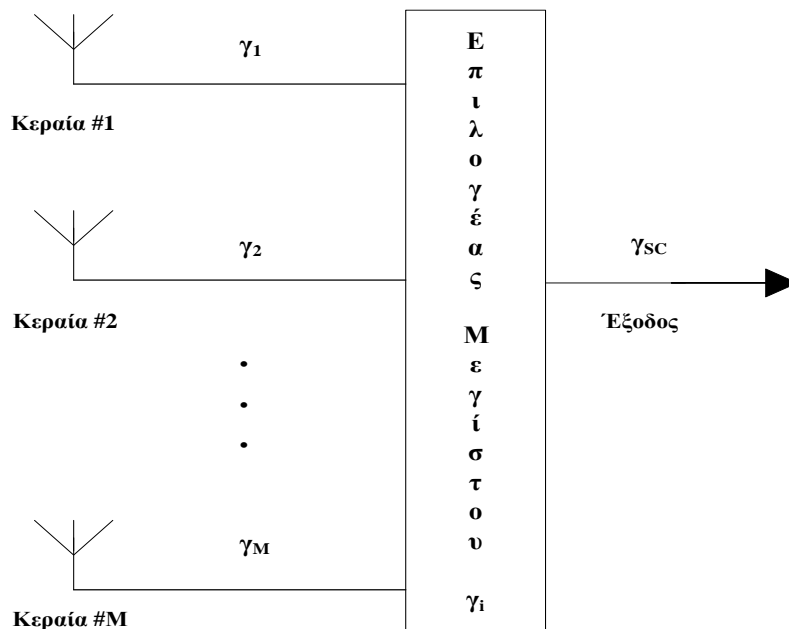 γ1
Κεραία #1
γ2
Κεραία #2
γM
Κεραία #M
Επιλογέας
Μεγίστου
γi
γSC
Έξοδος